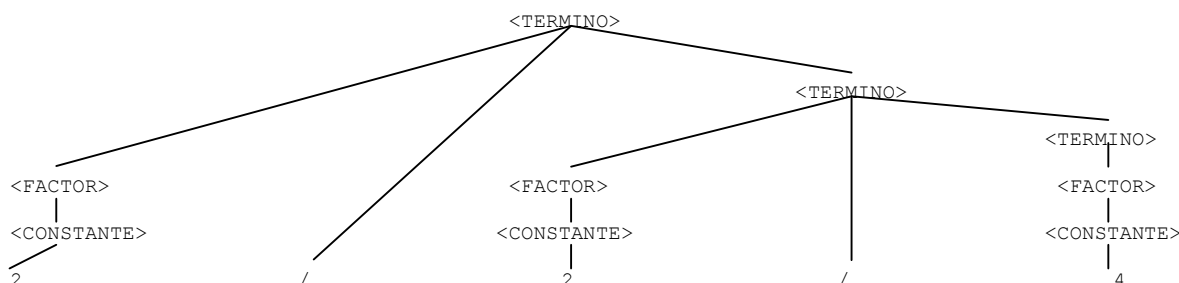 <TERMINO>
<TERMINO>
<TERMINO>
<FACTOR> <FACTOR> <FACTOR>
<CONSTANTE> <CONSTANTE> <CONSTANTE>
2 / 2 / 4